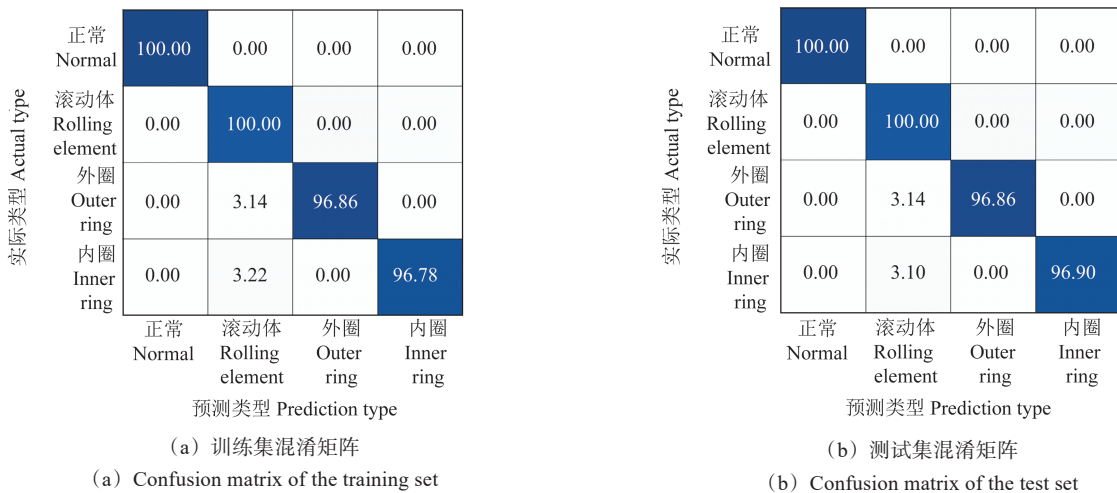 正常
Normal
100.00 0.00 0.00 0.00
滚动体
Rolling
element
0.00 100.00 0.00 0.00
外圈
Outer
ring
0.00 3.14 96.86 0.00
内圈
Inner
ring
0.00 3.22 0.00 96.78
实际类型 Actual type
正常 滚动体 外圈 内圈
Normal Rolling Outer Inner
element ring ring
预测类型 Prediction type
(a) 训练集混淆矩阵
(a) Confusion matrix of the training set
正常
Normal
100.00 0.00 0.00 0.00
滚动体
Rolling
element
0.00 100.00 0.00 0.00
外圈
Outer
ring
0.00 3.14 96.86 0.00
内圈
Inner
ring
0.00 3.10 0.00 96.90
实际类型 Actual type
正常 滚动体 外圈 内圈
Normal Rolling Outer Inner
element ring ring
预测类型 Prediction type
(b) 测试集混淆矩阵
(b) Confusion matrix of the test set